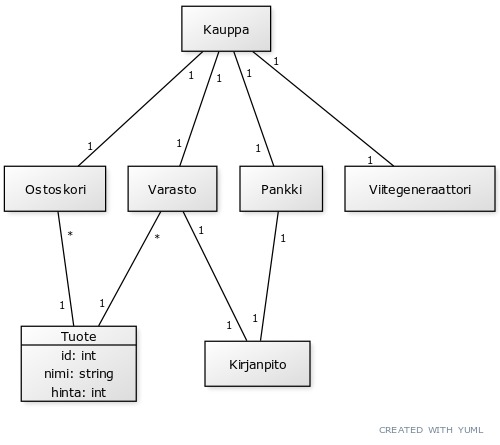 Kauppa
1 1 1 1
1 1 1 1
Ostoskori Varasto Pankki Viitegeneraattori
* * 1 1
1 1 1 1
Tuote
id: int
nimi: string
hinta: int
Kirjanpito
CREATED WITH YUML